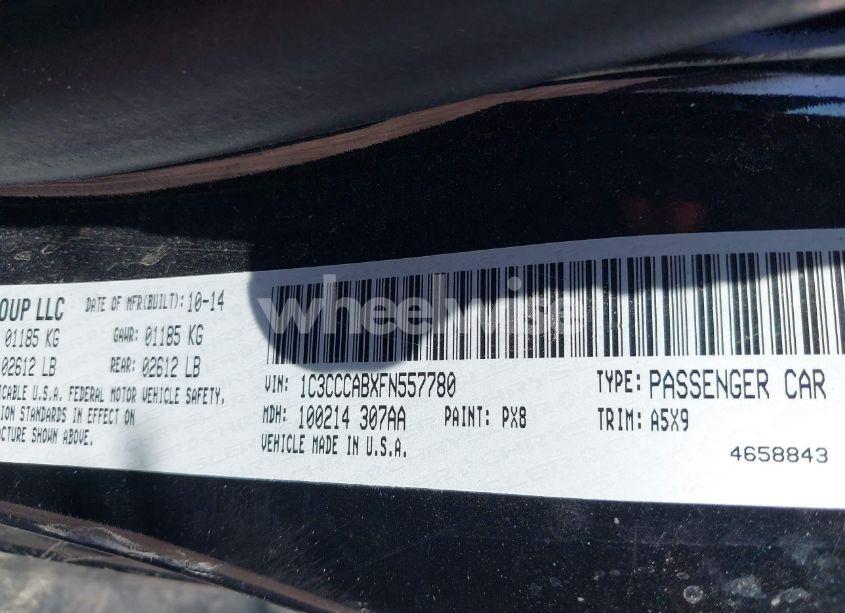 OUP LLC DATE OF MFR(BUILT): 10-14
01185 KG GAWR: 01185 KG
02612 LB REAR: 02612 LB
ICABLE U.S.A. FEDERAL MOTOR VEHICLE SAFETY,
ION STANDARDS IN EFFECT ON
CTURE SHOWN ABOVE.
wheelwise
VIN: 1C3CCCABXFN557780 TYPE: PASSENGER CAR
MDH: 100214 307AA PAINT: PX8 TRIM: A5X9
VEHICLE MADE IN U.S.A.
4658843